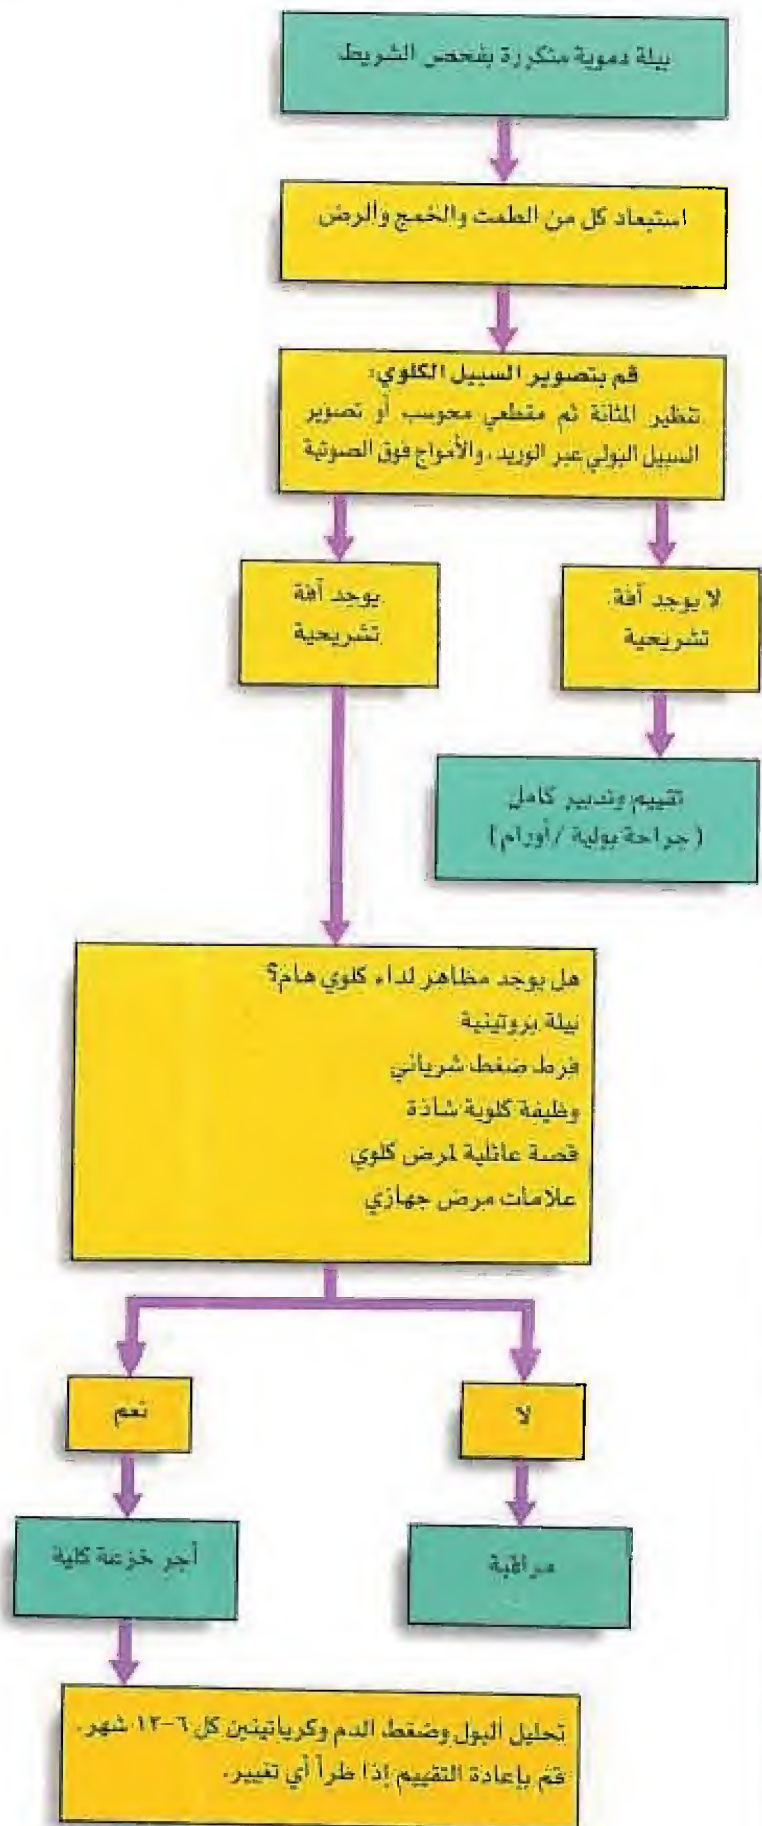 بيلة دموية متكررة بفحص الشريط
استبعاد كل من الطمث والخمج والرض
قم بتصوير السبيل الكلوي:
تنظير المثانة ثم مقطعي محوسب أو تصوير
السبيل البولي عبر الوريد، والأمواج فوق الصوتية
لا يوجد آفة
تشريحية
يوجد آفة
تشريحية
تقييم وتدبير كامل
(جراحة بولية /أورام)
هل يوجد مظاهر لداء كلوي هام؟
بيلة بروتينية
فرط ضغط شرياني
وظيفة كلوية شاذة
قصة عائلية لمرض كلوي
علامات مرض جهازي
لا
نعم
مراقبة
أجر خزعة كلية
تحليل البول وضغط الدم وكرياتينين كل ٦-١٢ شهر.
قم بإعادة التقييم إذا طرأ أي تغيير.